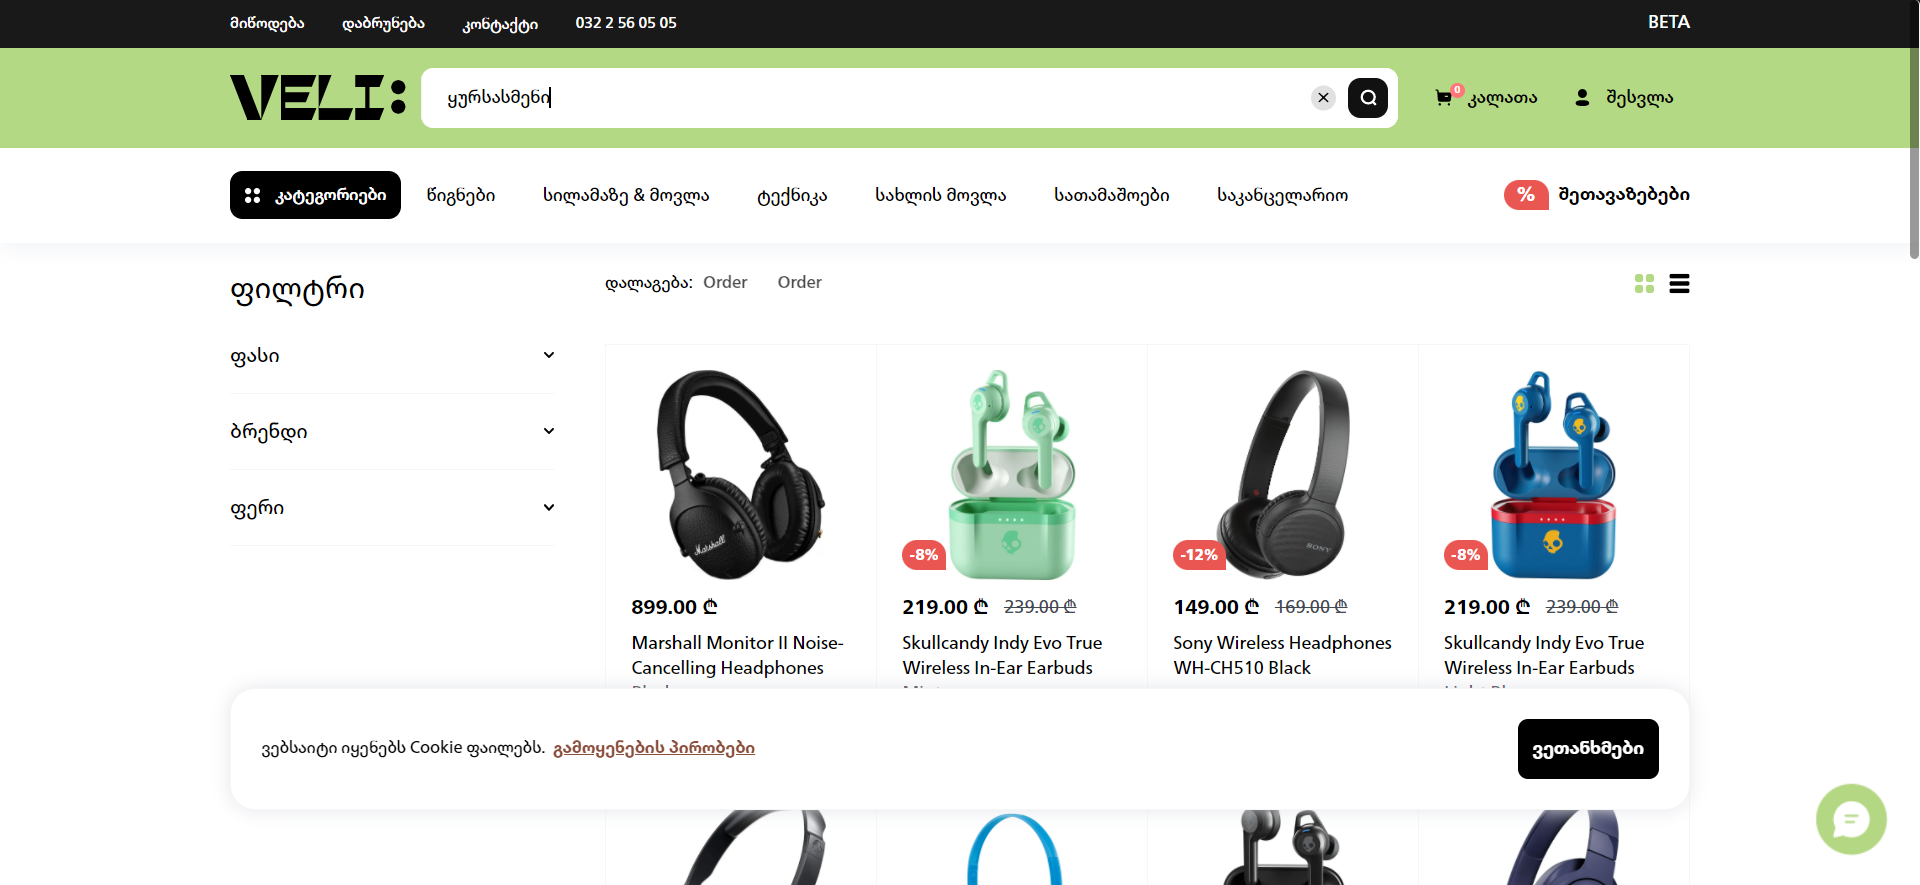 მიწოდება დაბრუნება კონტაქტი 032 2 56 05 05 BETA
VELI:
ყურსასმენი
0 კალათა შესვლა
კატეგორიები წიგნები სილამაზე & მოვლა ტექნიკა სახლის მოვლა სათამაშოები საკანცელარიო % შეთავაზებები
ფილტრი
ფასი
ბრენდი
ფერი
დალაგება: Order Order
Marshall
SONY
-8% -12% -8%
899.00 ₾ 219.00 ₾ 239.00 ₾ 149.00 ₾ 169.00 ₾ 219.00 ₾ 239.00 ₾
Marshall Monitor II Noise-
Cancelling Headphones
Skullcandy Indy Evo True
Wireless In-Ear Earbuds
Sony Wireless Headphones
WH-CH510 Black
Skullcandy Indy Evo True
Wireless In-Ear Earbuds
ვებსაიტი იყენებს Cookie ფაილებს. გამოყენების პირობები
ვეთანხმები